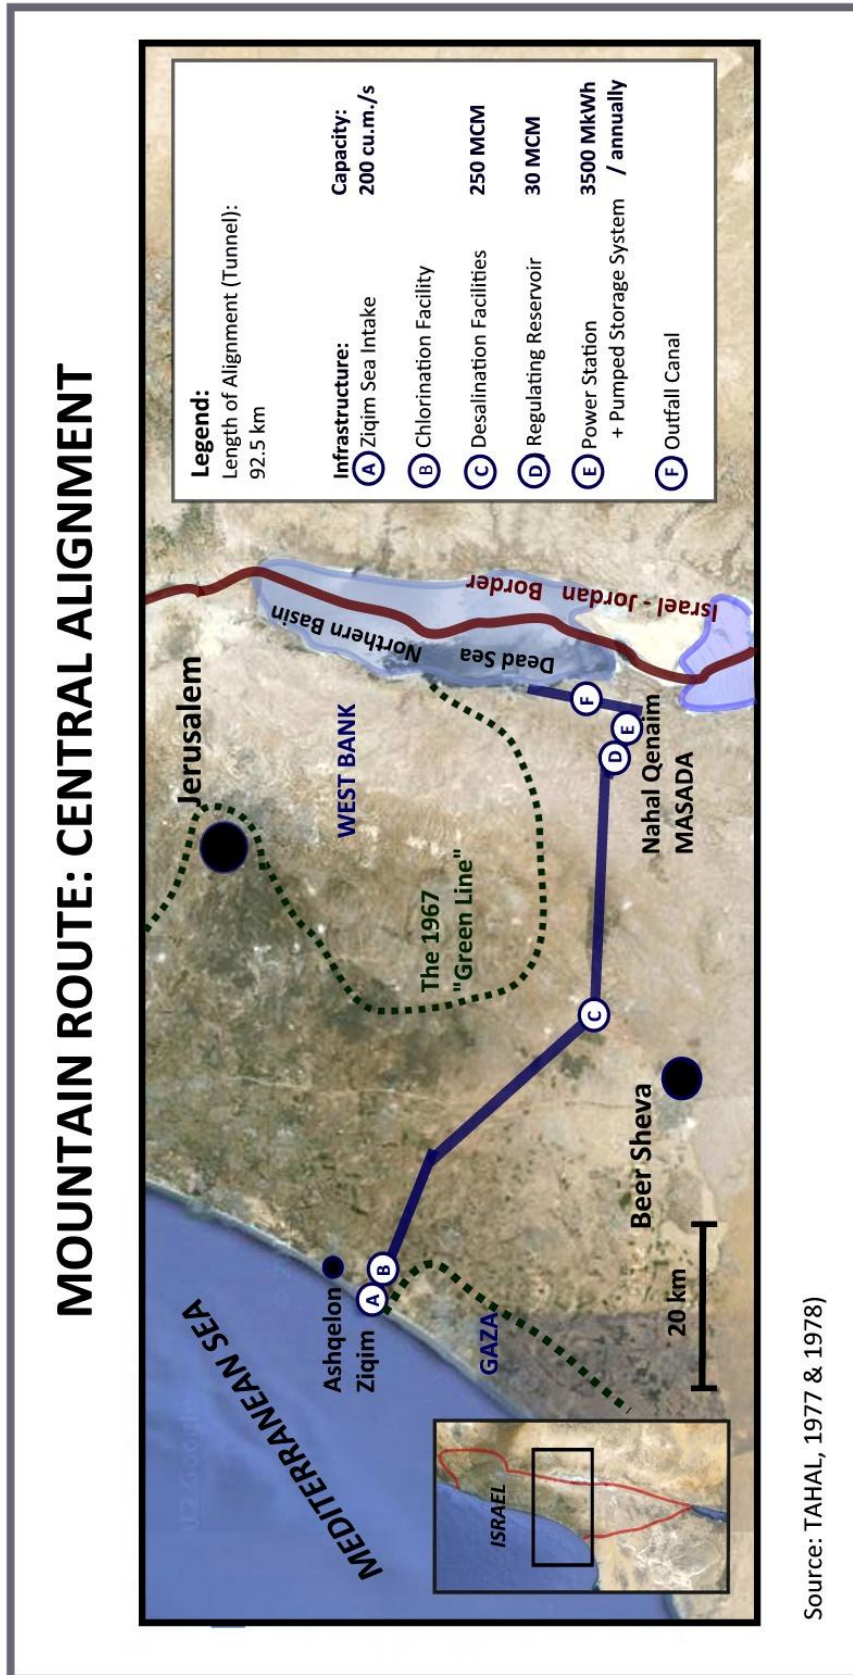 MOUNTAIN ROUTE: CENTRAL ALIGNMENT
MEDITERRANEAN SEA
Ashqelon
Ziqim
A
B
GAZA
Jerusalem
WEST BANK
The 1967
"Green Line"
C
Beer Sheva
D
E
F
Nahal Qenaim
MASADA
Northern Basin
Dead Sea
Israel - Jordan Border
20 km
ISRAEL
Legend:
Length of Alignment (Tunnel):
92.5 km
Infrastructure: Capacity:
A Ziqim Sea Intake 200 cu.m./s
B Chlorination Facility
C Desalination Facilities 250 MCM
D Regulating Reservoir 30 MCM
E Power Station 3500 MkWh
+ Pumped Storage System / annually
F Outfall Canal
Source: TAHAL, 1977 & 1978)